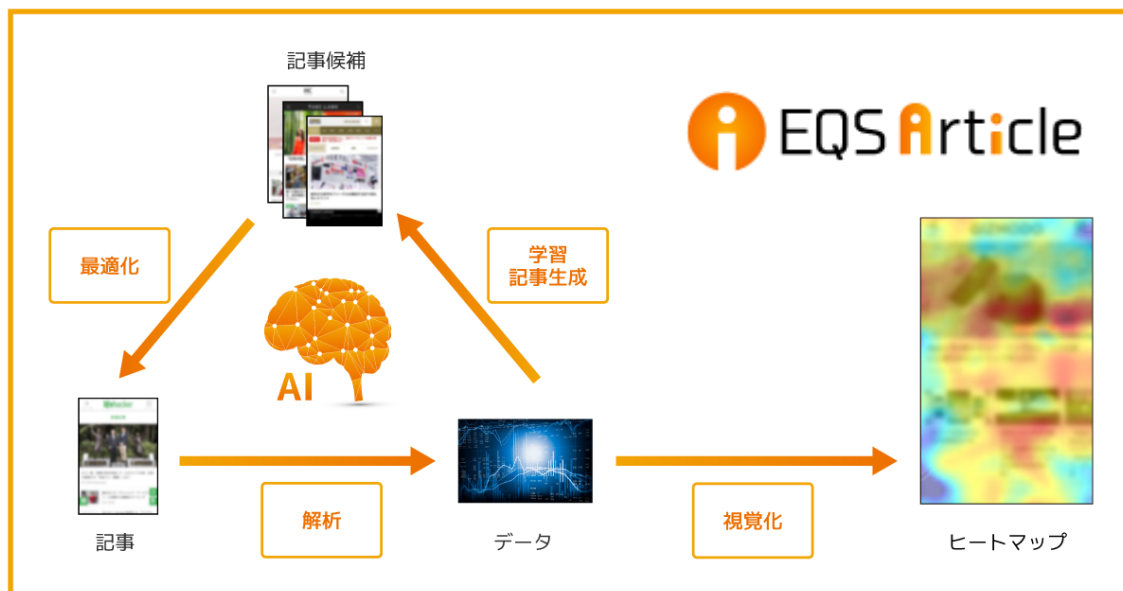 記事候補
EQS Article
最適化
学習
記事生成
AI
解析
視覚化
記事
データ
ヒートマップ